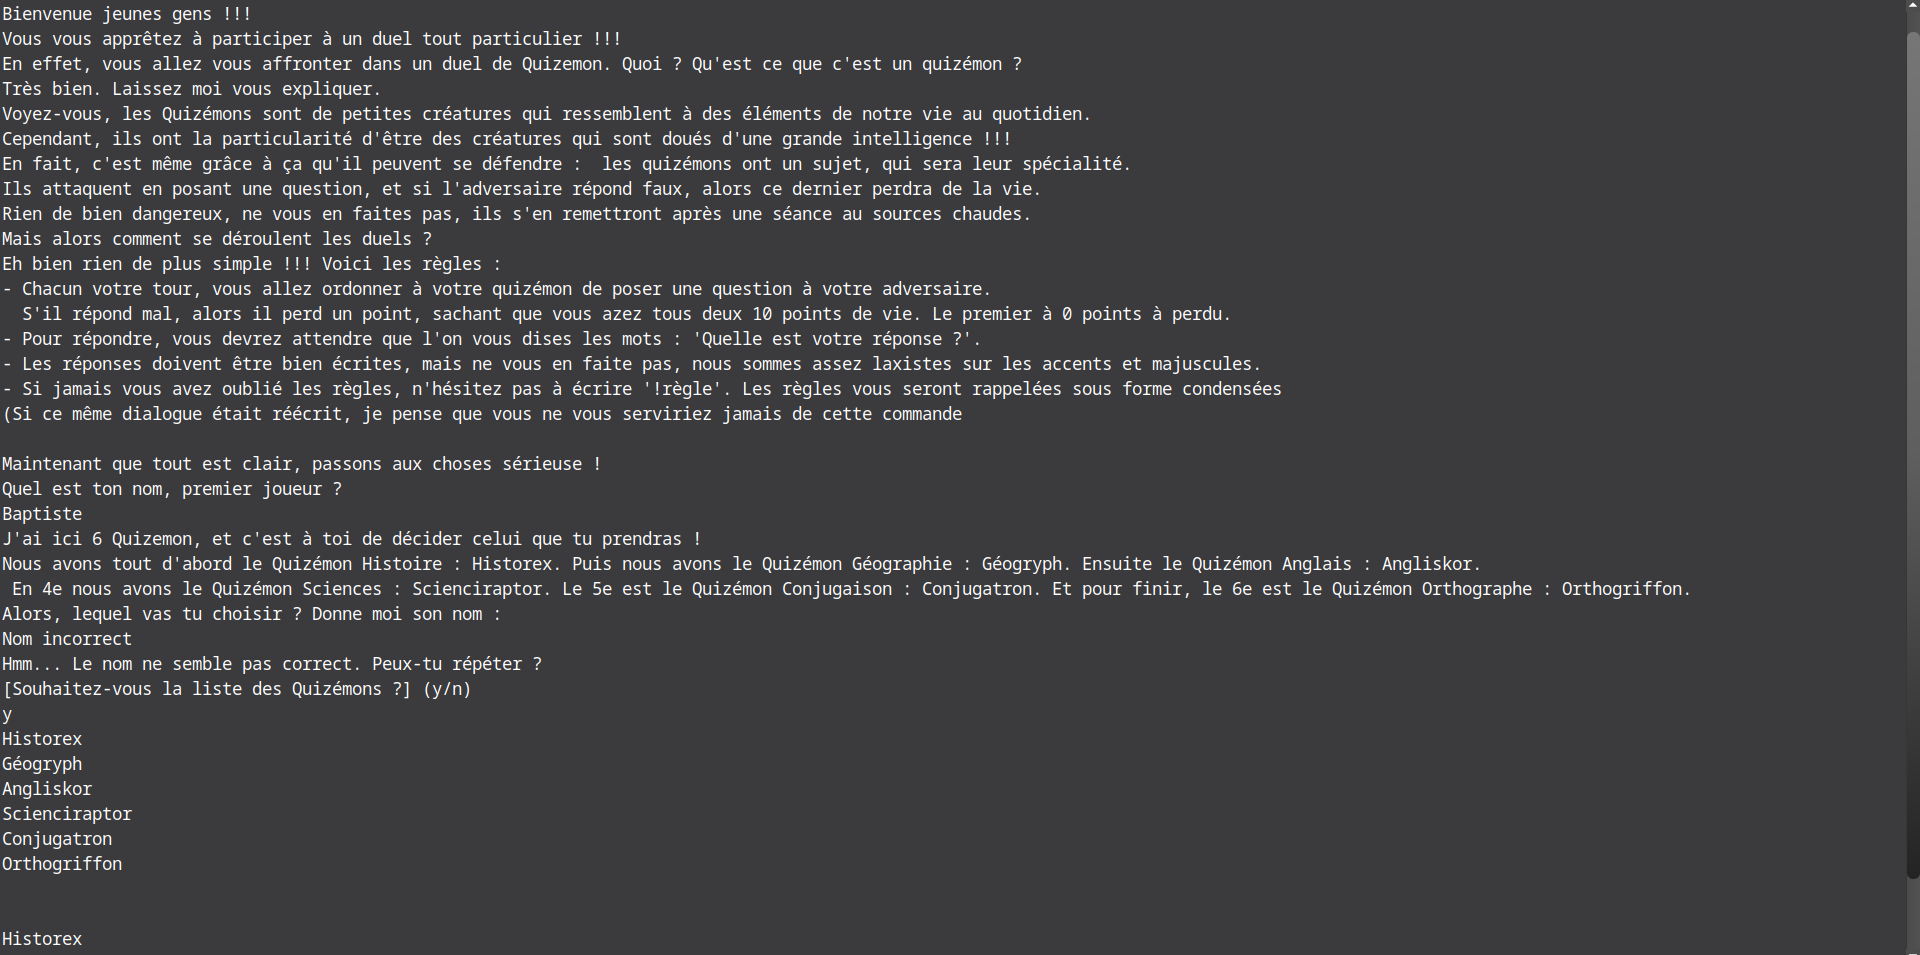 Bienvenue jeunes gens !!!
Vous vous apprêtez à participer à un duel tout particulier !!!
En effet, vous allez vous affronter dans un duel de Quizemon. Quoi ? Qu'est ce que c'est un quizémon ?
Très bien. Laissez moi vous expliquer.
Voyez-vous, les Quizémons sont de petites créatures qui ressemblent à des éléments de notre vie au quotidien.
Cependant, ils ont la particularité d'être des créatures qui sont doués d'une grande intelligence !!!
En fait, c'est même grâce à ça qu'il peuvent se défendre :  les quizémons ont un sujet, qui sera leur spécialité.
Ils attaquent en posant une question, et si l'adversaire répond faux, alors ce dernier perdra de la vie.
Rien de bien dangereux, ne vous en faites pas, ils s'en remettront après une séance au sources chaudes.
Mais alors comment se déroulent les duels ?
Eh bien rien de plus simple !!! Voici les règles :
- Chacun votre tour, vous allez ordonner à votre quizémon de poser une question à votre adversaire.
  S'il répond mal, alors il perd un point, sachant que vous azez tous deux 10 points de vie. Le premier à 0 points à perdu.
- Pour répondre, vous devrez attendre que l'on vous dises les mots : 'Quelle est votre réponse ?'.
- Les réponses doivent être bien écrites, mais ne vous en faite pas, nous sommes assez laxistes sur les accents et majuscules.
- Si jamais vous avez oublié les règles, n'hésitez pas à écrire '!règle'. Les règles vous seront rappelées sous forme condensées
(Si ce même dialogue était réécrit, je pense que vous ne vous serviriez jamais de cette commande
Maintenant que tout est clair, passons aux choses sérieuse !
Quel est ton nom, premier joueur ?
Baptiste
J'ai ici 6 Quizemon, et c'est à toi de décider celui que tu prendras !
Nous avons tout d'abord le Quizémon Histoire : Historex. Puis nous avons le Quizémon Géographie : Géogryph. Ensuite le Quizémon Anglais : Angliskor.
 En 4e nous avons le Quizémon Sciences : Scienciraptor. Le 5e est le Quizémon Conjugaison : Conjugatron. Et pour finir, le 6e est le Quizémon Orthographe : Orthogriffon.
Alors, lequel vas tu choisir ? Donne moi son nom :
Nom incorrect
Hmm... Le nom ne semble pas correct. Peux-tu répéter ?
[Souhaitez-vous la liste des Quizémons ?] (y/n)
y
Historex
Géogryph
Angliskor
Scienciraptor
Conjugatron
Orthogriffon
Historex